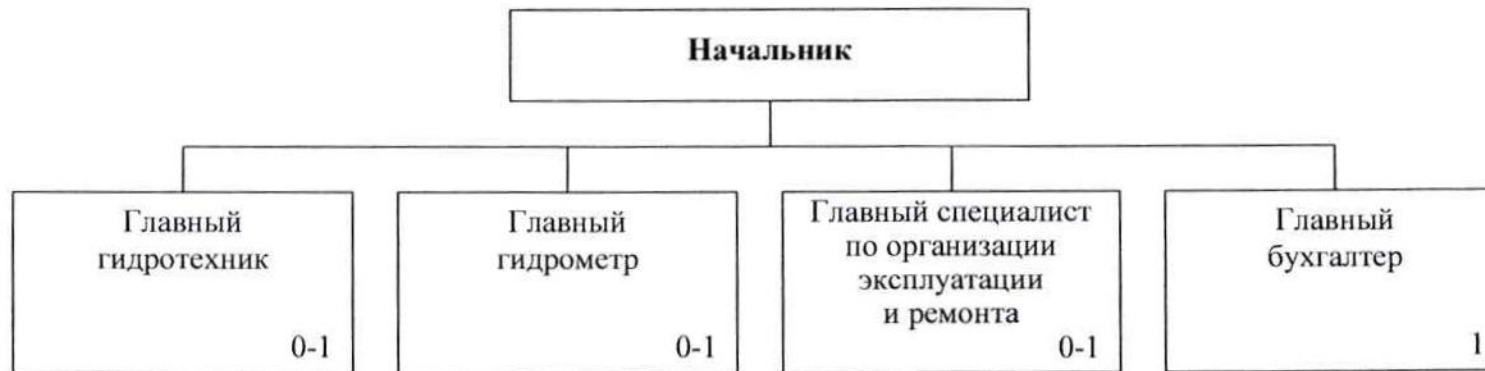 Начальник
Главный
гидротехник
0-1
Главный
гидрометр
0-1
Главный специалист
по организации
эксплуатации
и ремонта
0-1
Главный
бухгалтер
1